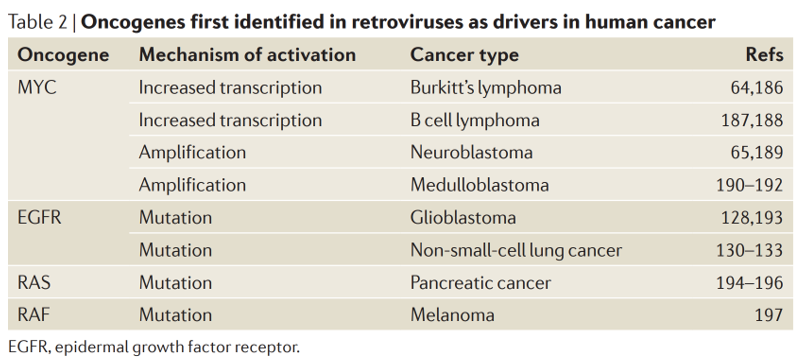 Table 2 | Oncogenes first identified in retroviruses as drivers in human cancer
Oncogene Mechanism of activation Cancer type Refs
MYC Increased transcription Burkitt's lymphoma 64,186
Increased transcription B cell lymphoma 187,188
Amplification Neuroblastoma 65,189
Amplification Medulloblastoma 190–192
EGFR Mutation Glioblastoma 128,193
Mutation Non-small-cell lung cancer 130–133
RAS Mutation Pancreatic cancer 194–196
RAF Mutation Melanoma 197
EGFR, epidermal growth factor receptor.